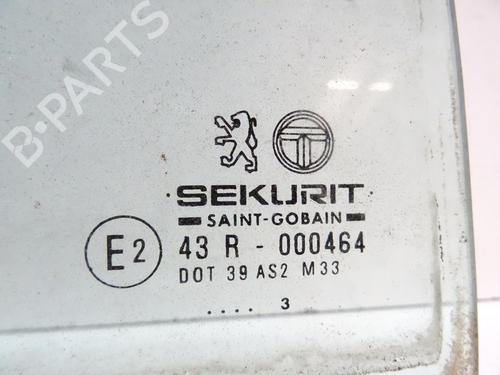 B-PARTS
SEKURIT
SAINT-GOBAIN
E2 43 R - 000464
DOT 39 AS2 M33
.... 3